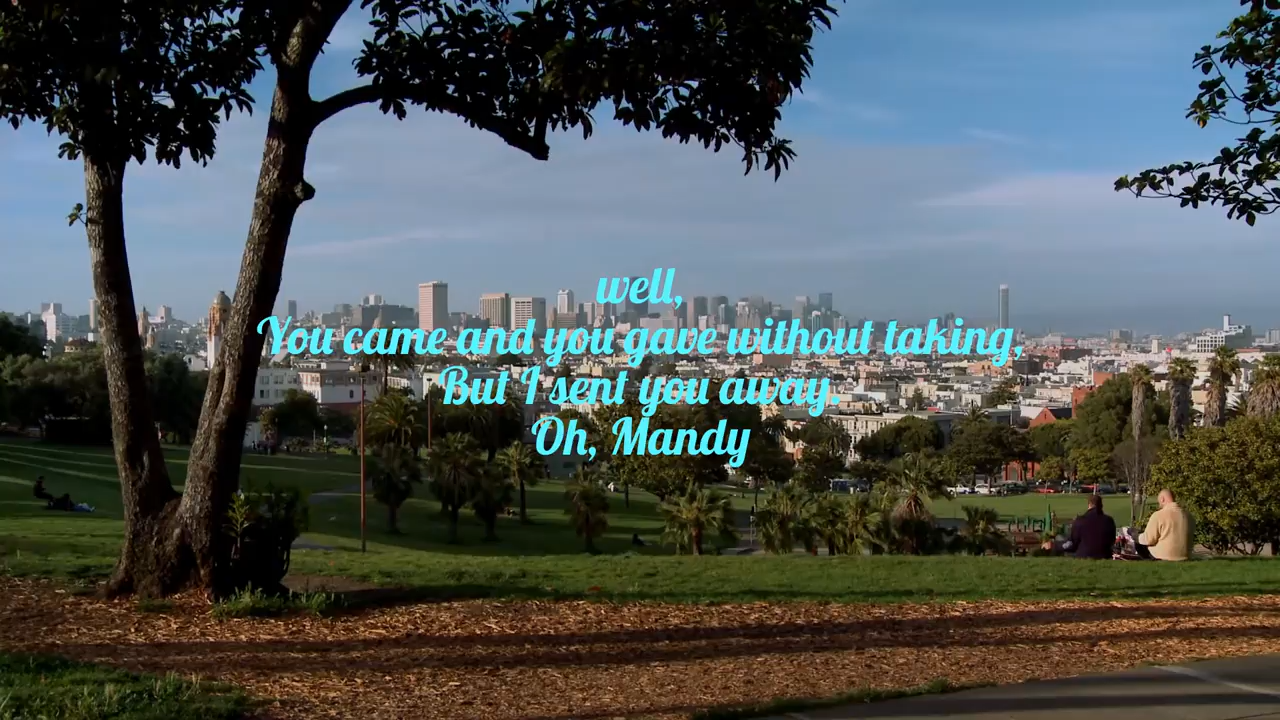 well,
You came and you gave without taking,
But I sent you away.
Oh, Mandy